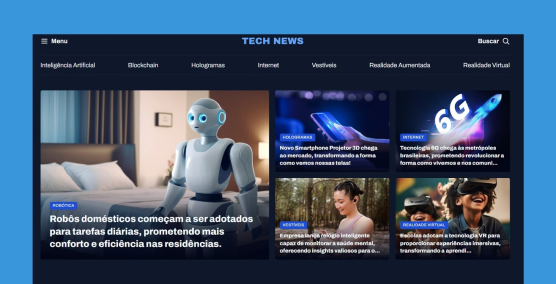 Menu
TECH NEWS
Buscar
Inteligência Artificial
Blockchain
Hologramas
Internet
Vestíveis
Realidade Aumentada
Realidade Virtual
ROBÓTICA
Robôs domésticos começam a ser adotados
para tarefas diárias, prometendo mais
conforto e eficiência nas residências.
HOLOGRAMAS
Novo Smartphone Projetor 3D chega
ao mercado, transformando a forma
como vemos nossas telas!
6G
INTERNET
Tecnologia 6G chega às metrópoles
brasileiras, prometendo revolucionar a
forma como vivemos e nos comuni...
VESTÍVEIS
Empresa lança relógio inteligente
capaz de monitorar a saúde mental,
oferecendo insights valiosos para o...
REALIDADE VIRTUAL
Escolas adotam a tecnologia VR para
proporcionar experiências imersivas,
transformando a aprendi...